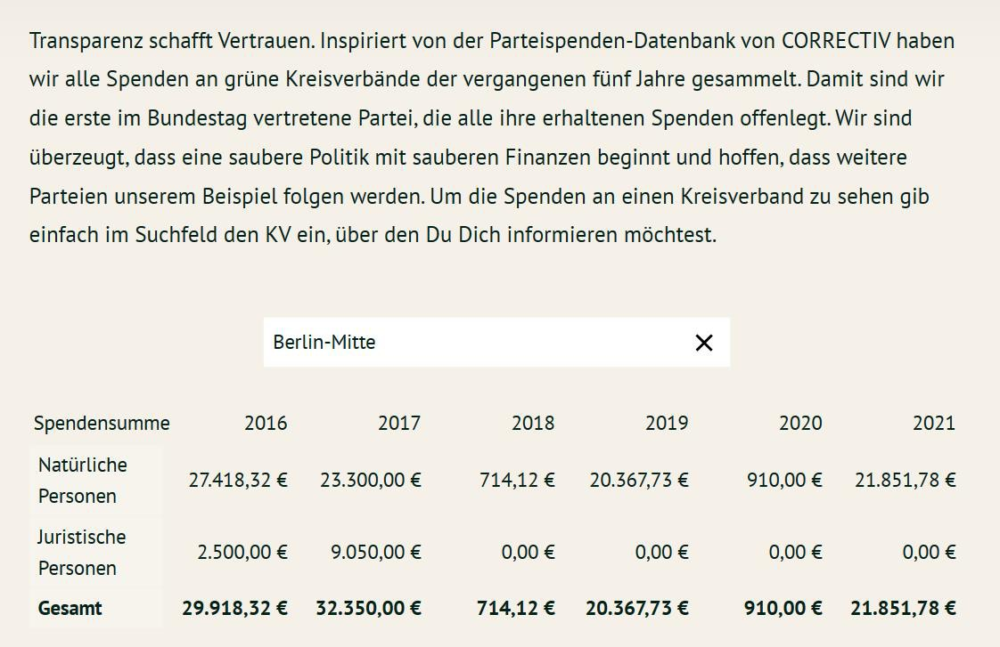 Transparenz schafft Vertrauen. Inspiriert von der Parteispenden-Datenbank von CORRECTIV haben
wir alle Spenden an grüne Kreisverbände der vergangenen fünf Jahre gesammelt. Damit sind wir
die erste im Bundestag vertretene Partei, die alle ihre erhaltenen Spenden offenlegt. Wir sind
überzeugt, dass eine saubere Politik mit sauberen Finanzen beginnt und hoffen, dass weitere
Parteien unserem Beispiel folgen werden. Um die Spenden an einen Kreisverband zu sehen gib
einfach im Suchfeld den KV ein, über den Du Dich informieren möchtest.
Berlin-Mitte
Spendensumme 2016 2017 2018 2019 2020 2021
Natürliche
Personen 27.418,32 € 23.300,00 € 714,12 € 20.367,73 € 910,00 € 21.851,78 €
Juristische
Personen 2.500,00 € 9.050,00 € 0,00 € 0,00 € 0,00 € 0,00 €
Gesamt 29.918,32 € 32.350,00 € 714,12 € 20.367,73 € 910,00 € 21.851,78 €